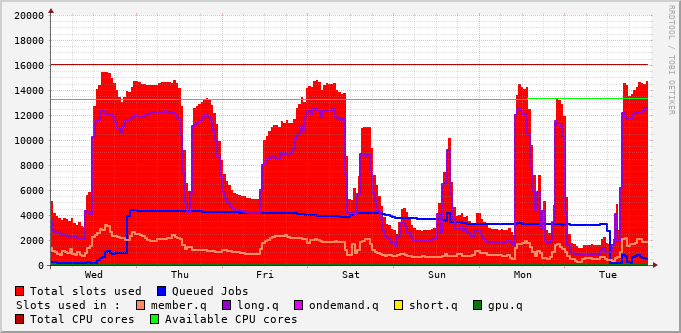 20000
18000
16000
14000
12000
10000
8000
6000
4000
2000
0
Wed Thu Fri Sat Sun Mon Tue
RRDTOOL / TOBI OETIKER
Total slots used Queued Jobs
Slots used in : member.q long.q ondemand.q short.q gpu.q
Total CPU cores Available CPU cores